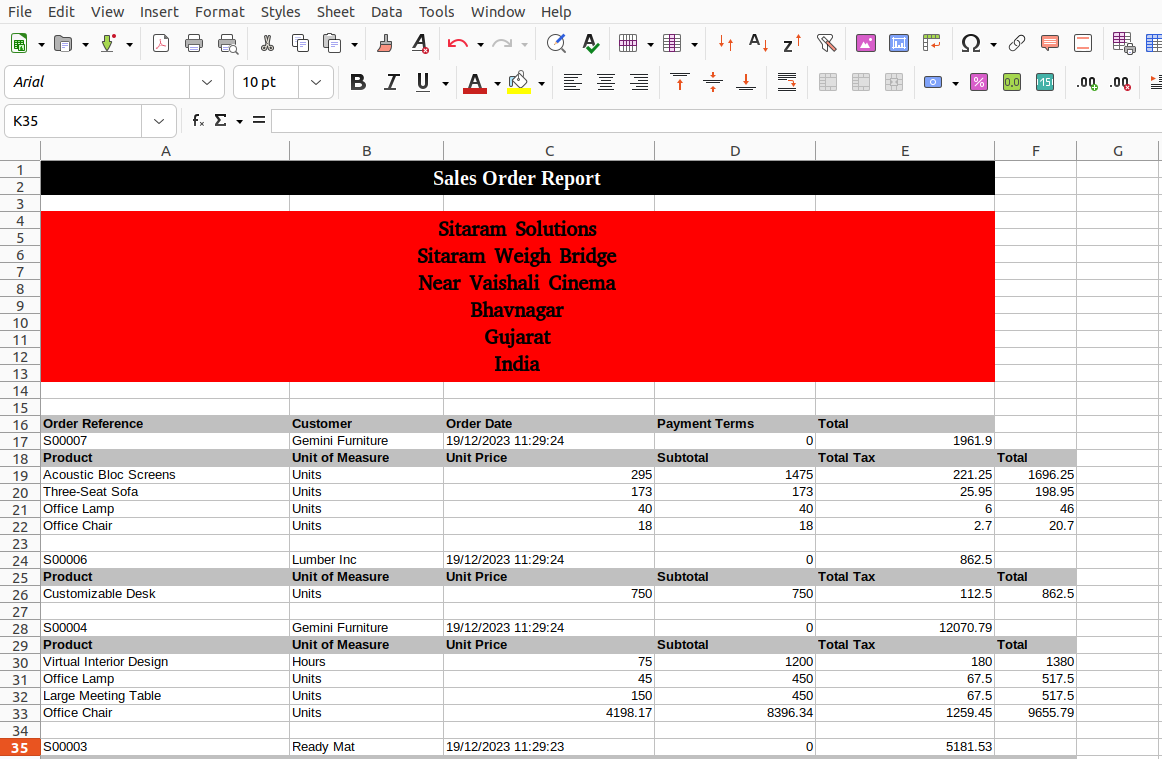 File Edit View Insert Format Styles Sheet Data Tools Window Help
Arial 10 pt B I U A .00 .00
K35 fx Σ =
A B C D E F G
1 Sales Order Report
2
3
4 Sitaram Solutions
5
6 Sitaram Weigh Bridge
7 Near Vaishali Cinema
8
9 Bhavnagar
10
11 Gujarat
12
13 India
14
15
16 Order Reference Customer Order Date Payment Terms Total
17 S00007 Gemini Furniture 19/12/2023 11:29:24 0 1961.9
18 Product Unit of Measure Unit Price Subtotal Total Tax Total
19 Acoustic Bloc Screens Units 295 1475 221.25 1696.25
20 Three-Seat Sofa Units 173 173 25.95 198.95
21 Office Lamp Units 40 40 6 46
22 Office Chair Units 18 18 2.7 20.7
23
24 S00006 Lumber Inc 19/12/2023 11:29:24 0 862.5
25 Product Unit of Measure Unit Price Subtotal Total Tax Total
26 Customizable Desk Units 750 750 112.5 862.5
27
28 S00004 Gemini Furniture 19/12/2023 11:29:24 0 12070.79
29 Product Unit of Measure Unit Price Subtotal Total Tax Total
30 Virtual Interior Design Hours 75 1200 180 1380
31 Office Lamp Units 45 450 67.5 517.5
32 Large Meeting Table Units 150 450 67.5 517.5
33 Office Chair Units 4198.17 8396.34 1259.45 9655.79
34
35 S00003 Ready Mat 19/12/2023 11:29:23 0 5181.53